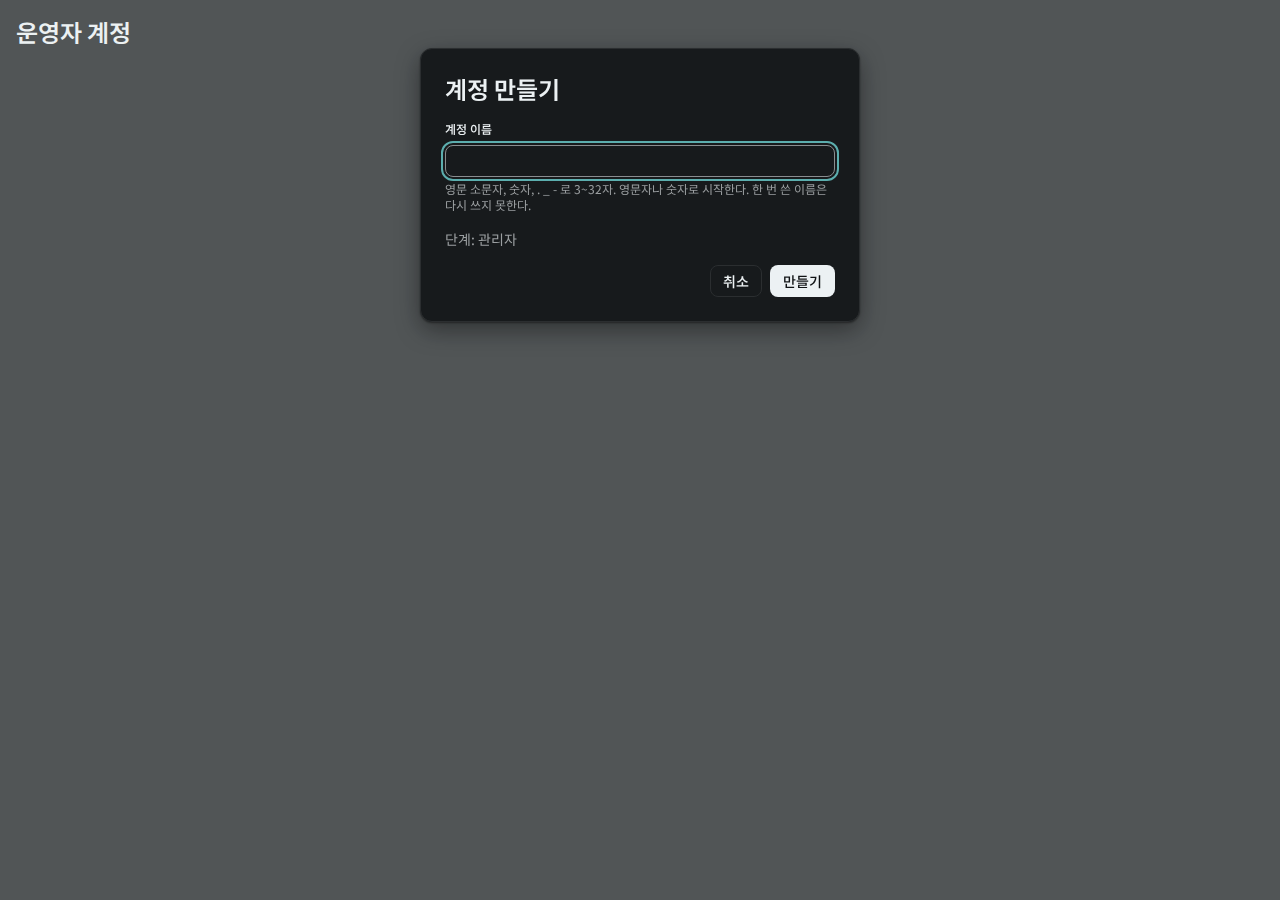 운영자 계정
계정 만들기
계정 이름
영문 소문자, 숫자, . _ - 로 3~32자. 영문자나 숫자로 시작한다. 한 번 쓴 이름은
다시 쓰지 못한다.
단계: 관리자
취소
만들기